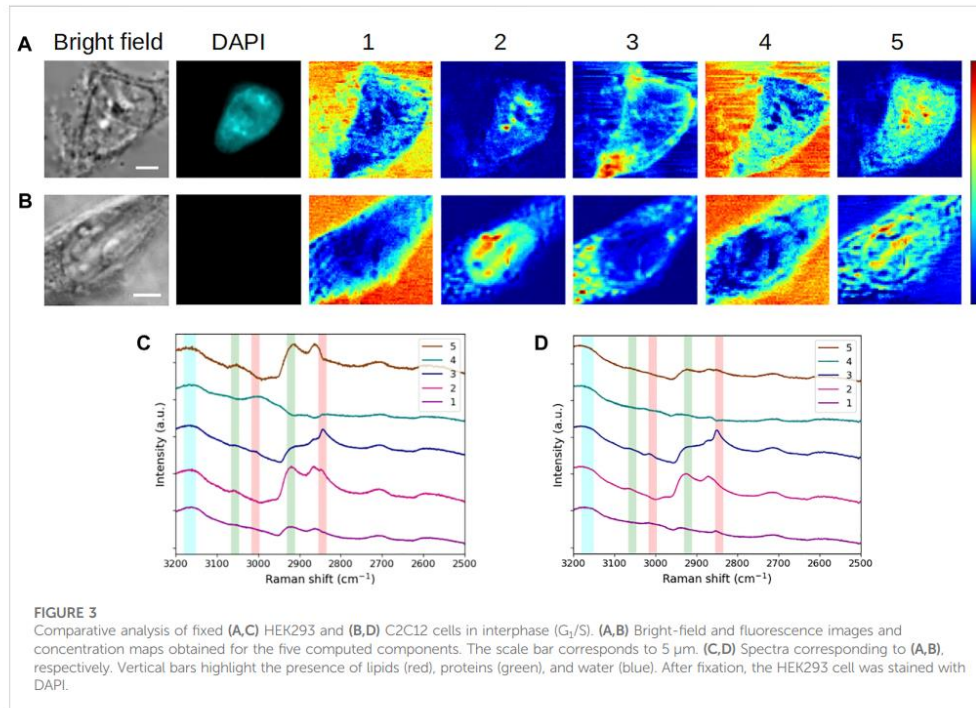 A Bright field DAPI 1 2 3 4 5
B
C D
5 5
4 4
3 3
2 2
1 1
Intensity (a.u.) Intensity (a.u.)
3200 3100 3000 2900 2800 2700 2600 2500 3200 3100 3000 2900 2800 2700 2600 2500
Raman shift (cm⁻¹) Raman shift (cm⁻¹)
FIGURE 3
Comparative analysis of fixed (A,C) HEK293 and (B,D) C2C12 cells in interphase (G₁/S). (A,B) Bright-field and fluorescence images and
concentration maps obtained for the five computed components. The scale bar corresponds to 5 μm. (C,D) Spectra corresponding to (A,B),
respectively. Vertical bars highlight the presence of lipids (red), proteins (green), and water (blue). After fixation, the HEK293 cell was stained with
DAPI.